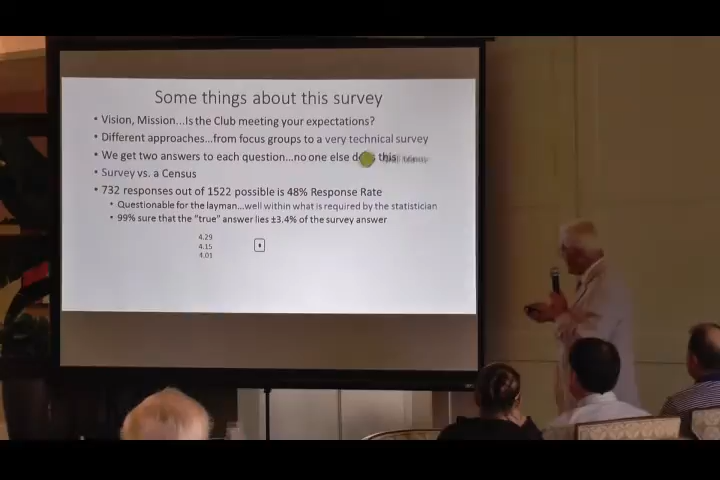 Some things about this survey
• Vision, Mission...Is the Club meeting your expectations?
• Different approaches...from focus groups to a very technical survey
• We get two answers to each question...no one else does this
• Survey vs. a Census
• 732 responses out of 1522 possible is 48% Response Rate
• Questionable for the layman...well within what is required by the statistician
• 99% sure that the "true" answer lies ±3.4% of the survey answer
4.29
4.15
4.01